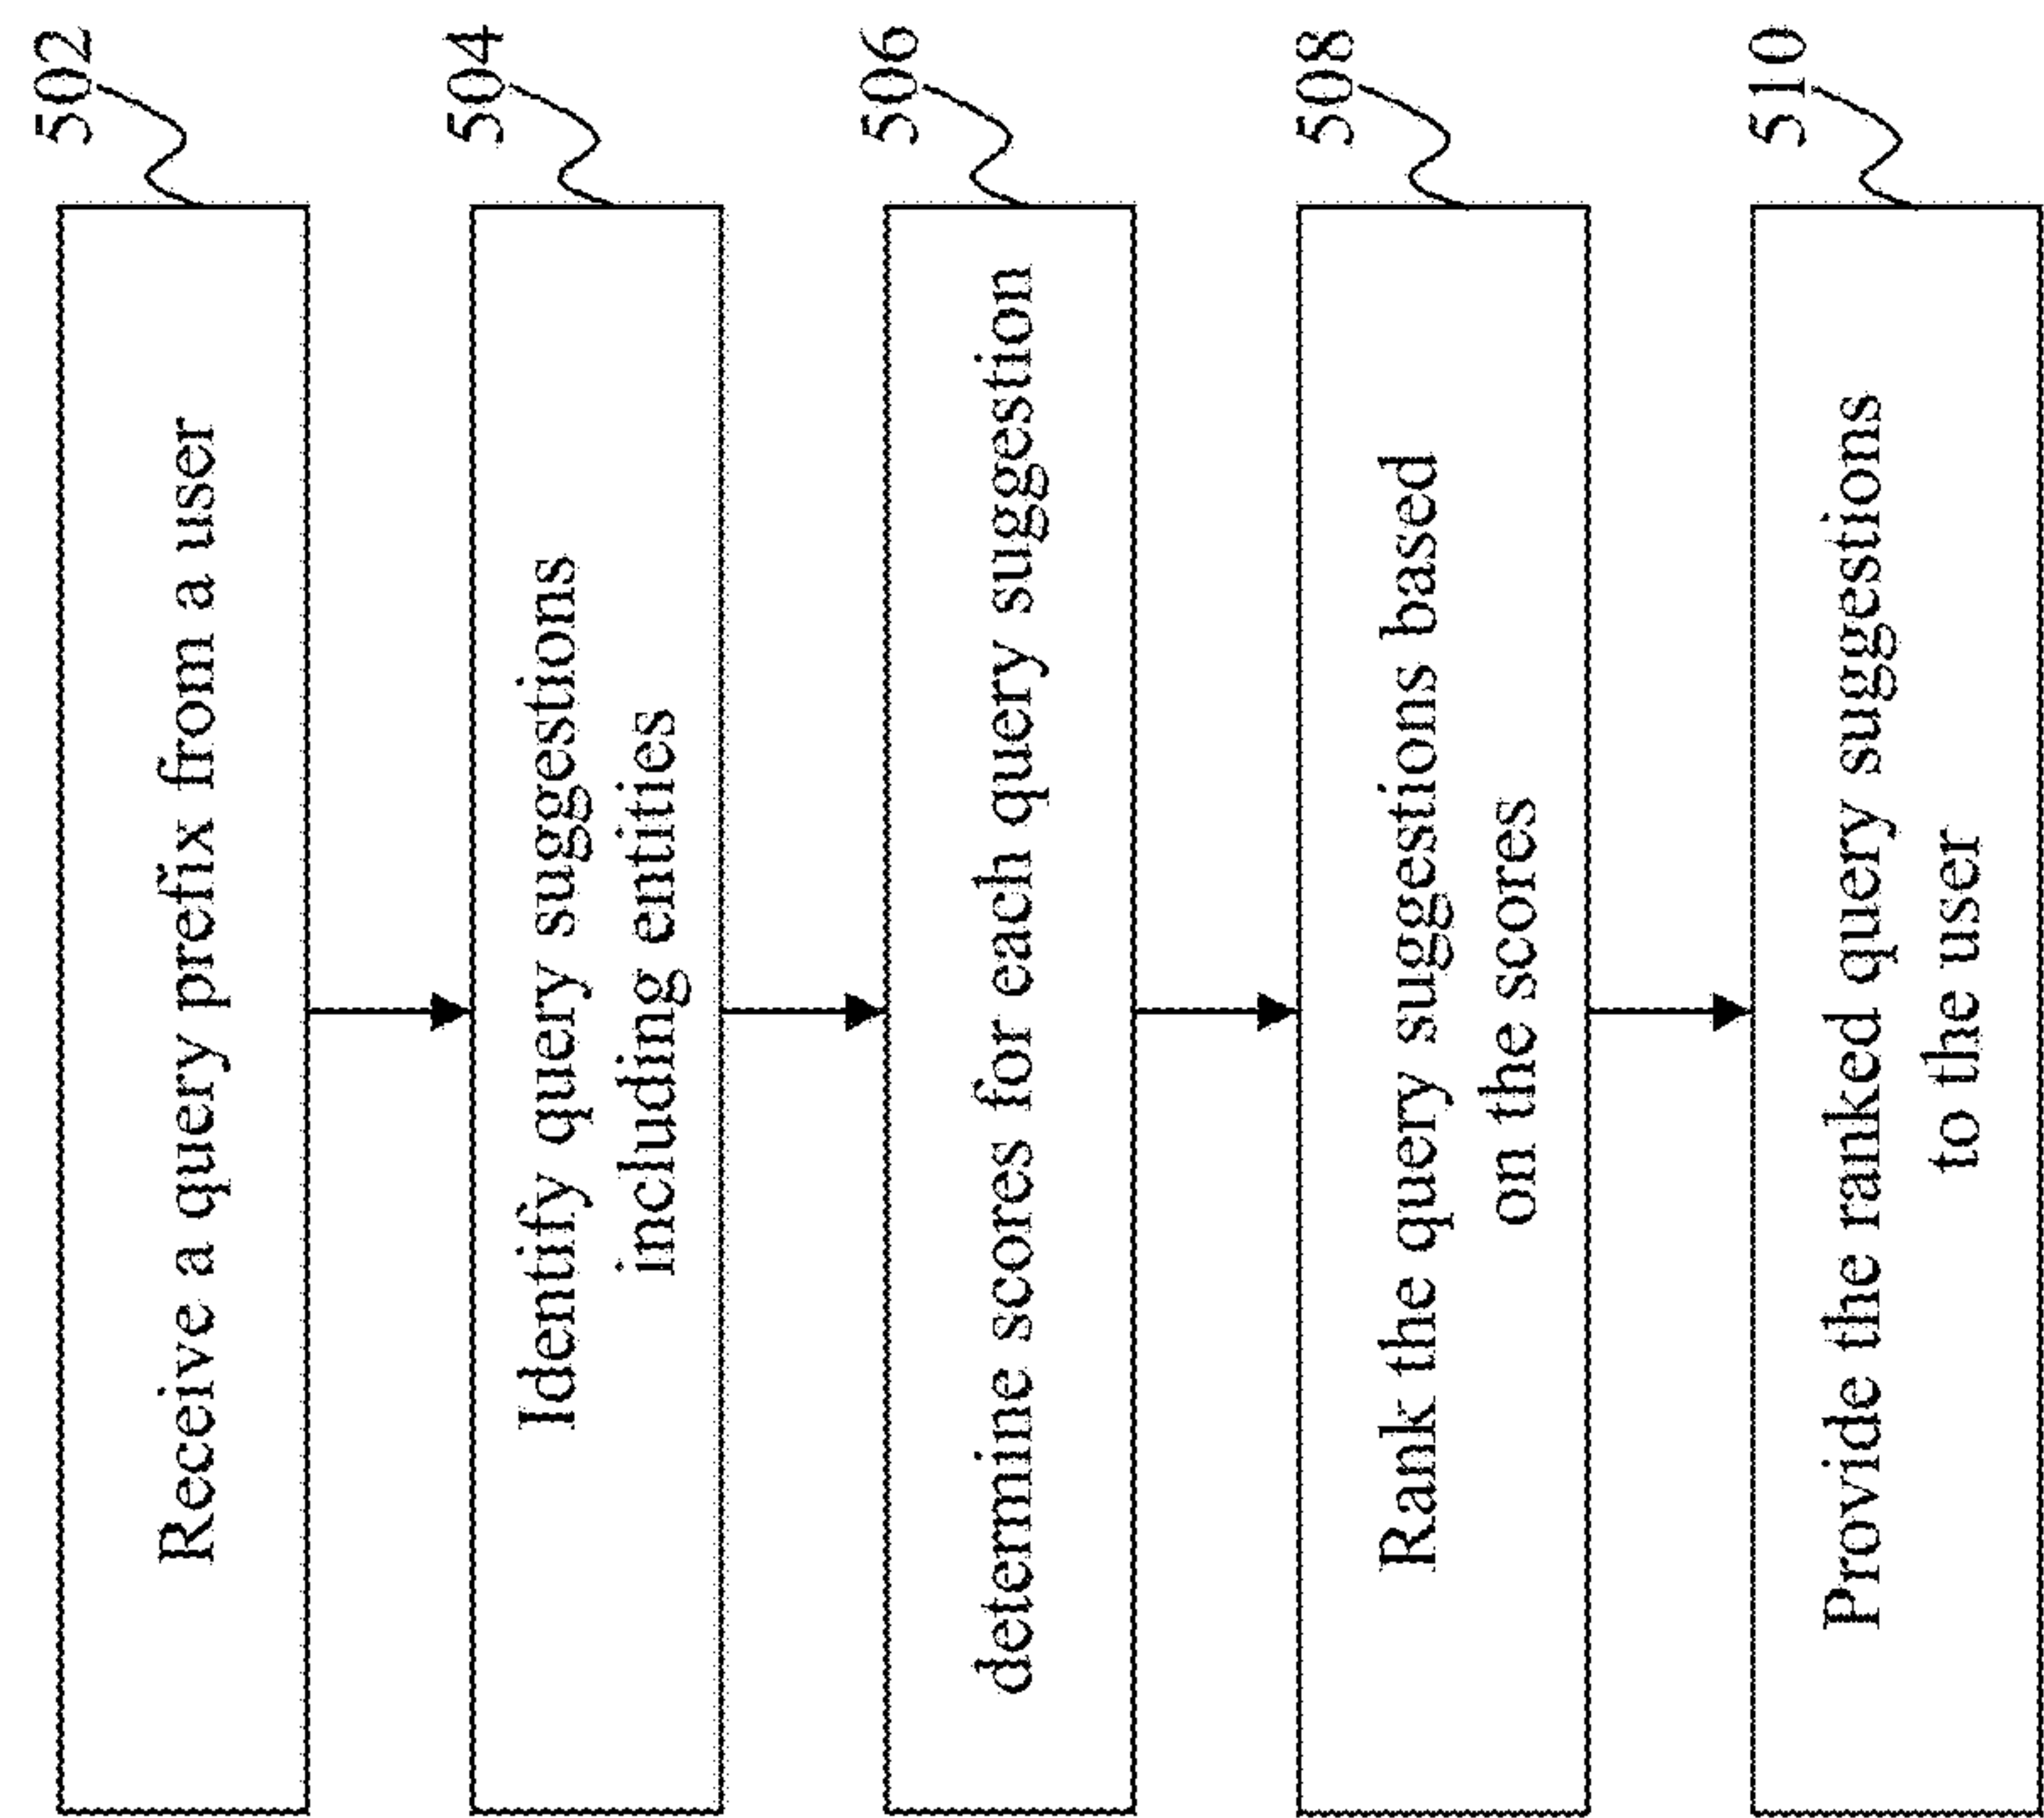 502
Receive a query prefix from a user
504
Identify query suggestions
including entities
506
determine scores for each query suggestion
508
Rank the query suggestions based
on the scores
510
Provide the ranked query suggestions
to the user